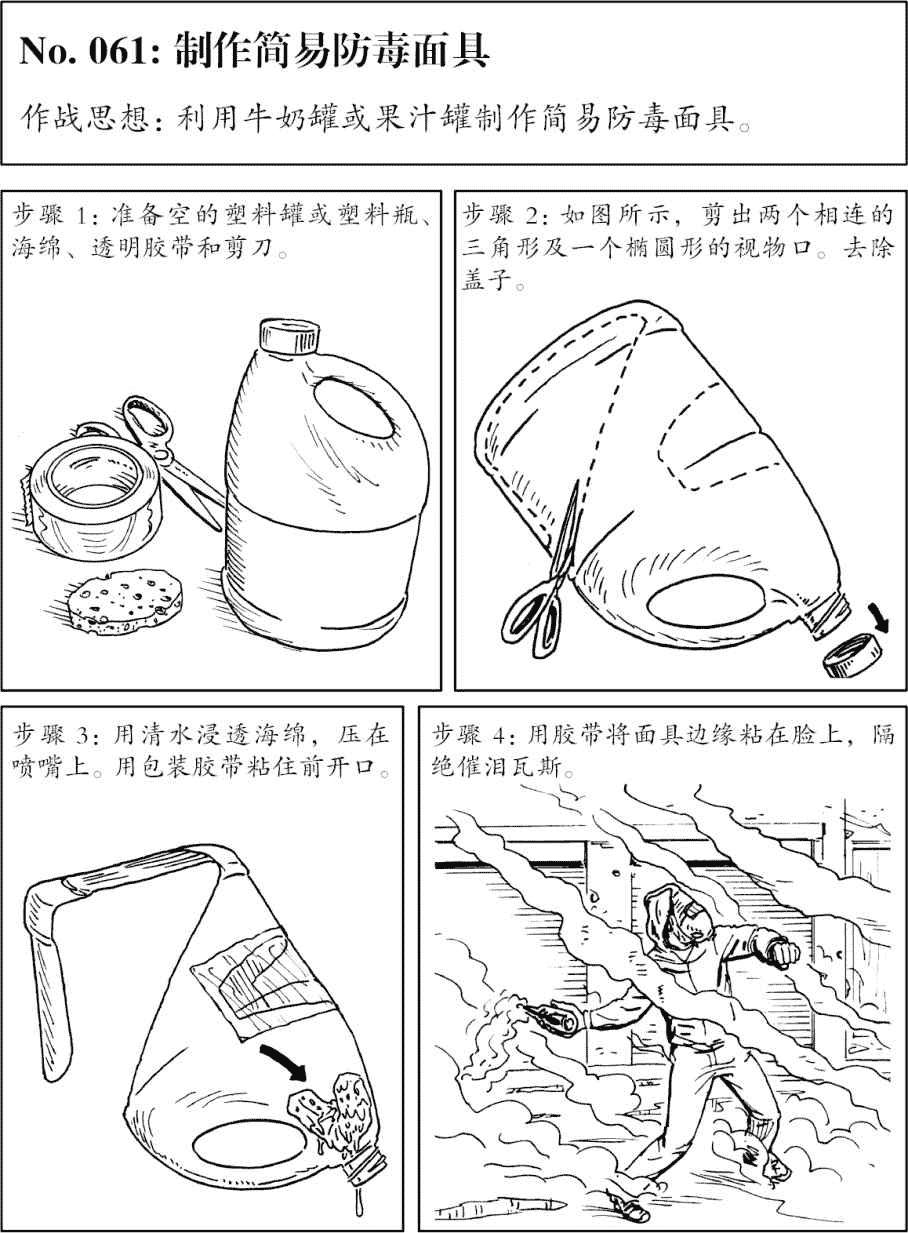 No. 061: 制作简易防毒面具
作战思想: 利用牛奶罐或果汁罐制作简易防毒面具。
步骤 1: 准备空的塑料罐或塑料瓶、
海绵、透明胶带和剪刀。
步骤 2: 如图所示，剪出两个相连的
三角形及一个椭圆形的视物口。去除
盖子。
步骤 3: 用清水浸透海绵，压在
喷嘴上。用包装胶带粘住前开口。
步骤 4: 用胶带将面具边缘粘在脸上，隔
绝催泪瓦斯。